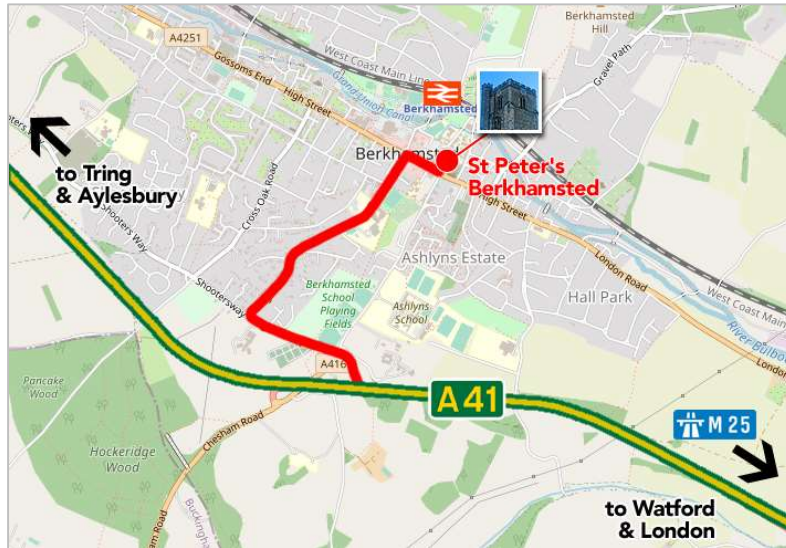 Berkhamsted
Hill
A4251
Gossoms End
West Coast Main Line
Gravel Path
Grand Union Canal
Berkhamsted
High Street
Berkhamsted
St Peter's
Berkhamsted
to Tring
& Aylesbury
Shooters Way
Cross Oak Road
High Street
London Road
Ashlyns Estate
Shootersway
Berkhamsted
School
Playing
Fields
Ashlyns
School
Hall Park
West Coast Main
River Bulbo
Pancake
Wood
A416
A41
M 25
Chesham Road
Hockeridge
Wood
to Watford
& London